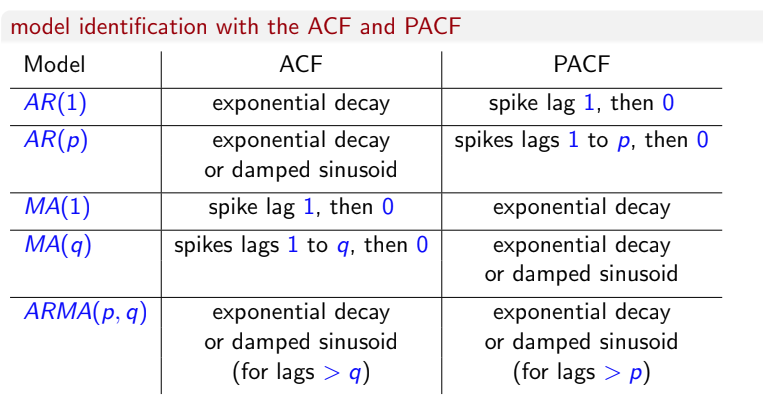 model identification with the ACF and PACF
Model ACF PACF
AR(1) exponential decay spike lag 1, then 0
AR(p) exponential decay spikes lags 1 to p, then 0
or damped sinusoid
MA(1) spike lag 1, then 0 exponential decay
MA(q) spikes lags 1 to q, then 0 exponential decay
or damped sinusoid
ARMA(p, q) exponential decay exponential decay
or damped sinusoid or damped sinusoid
(for lags > q) (for lags > p)